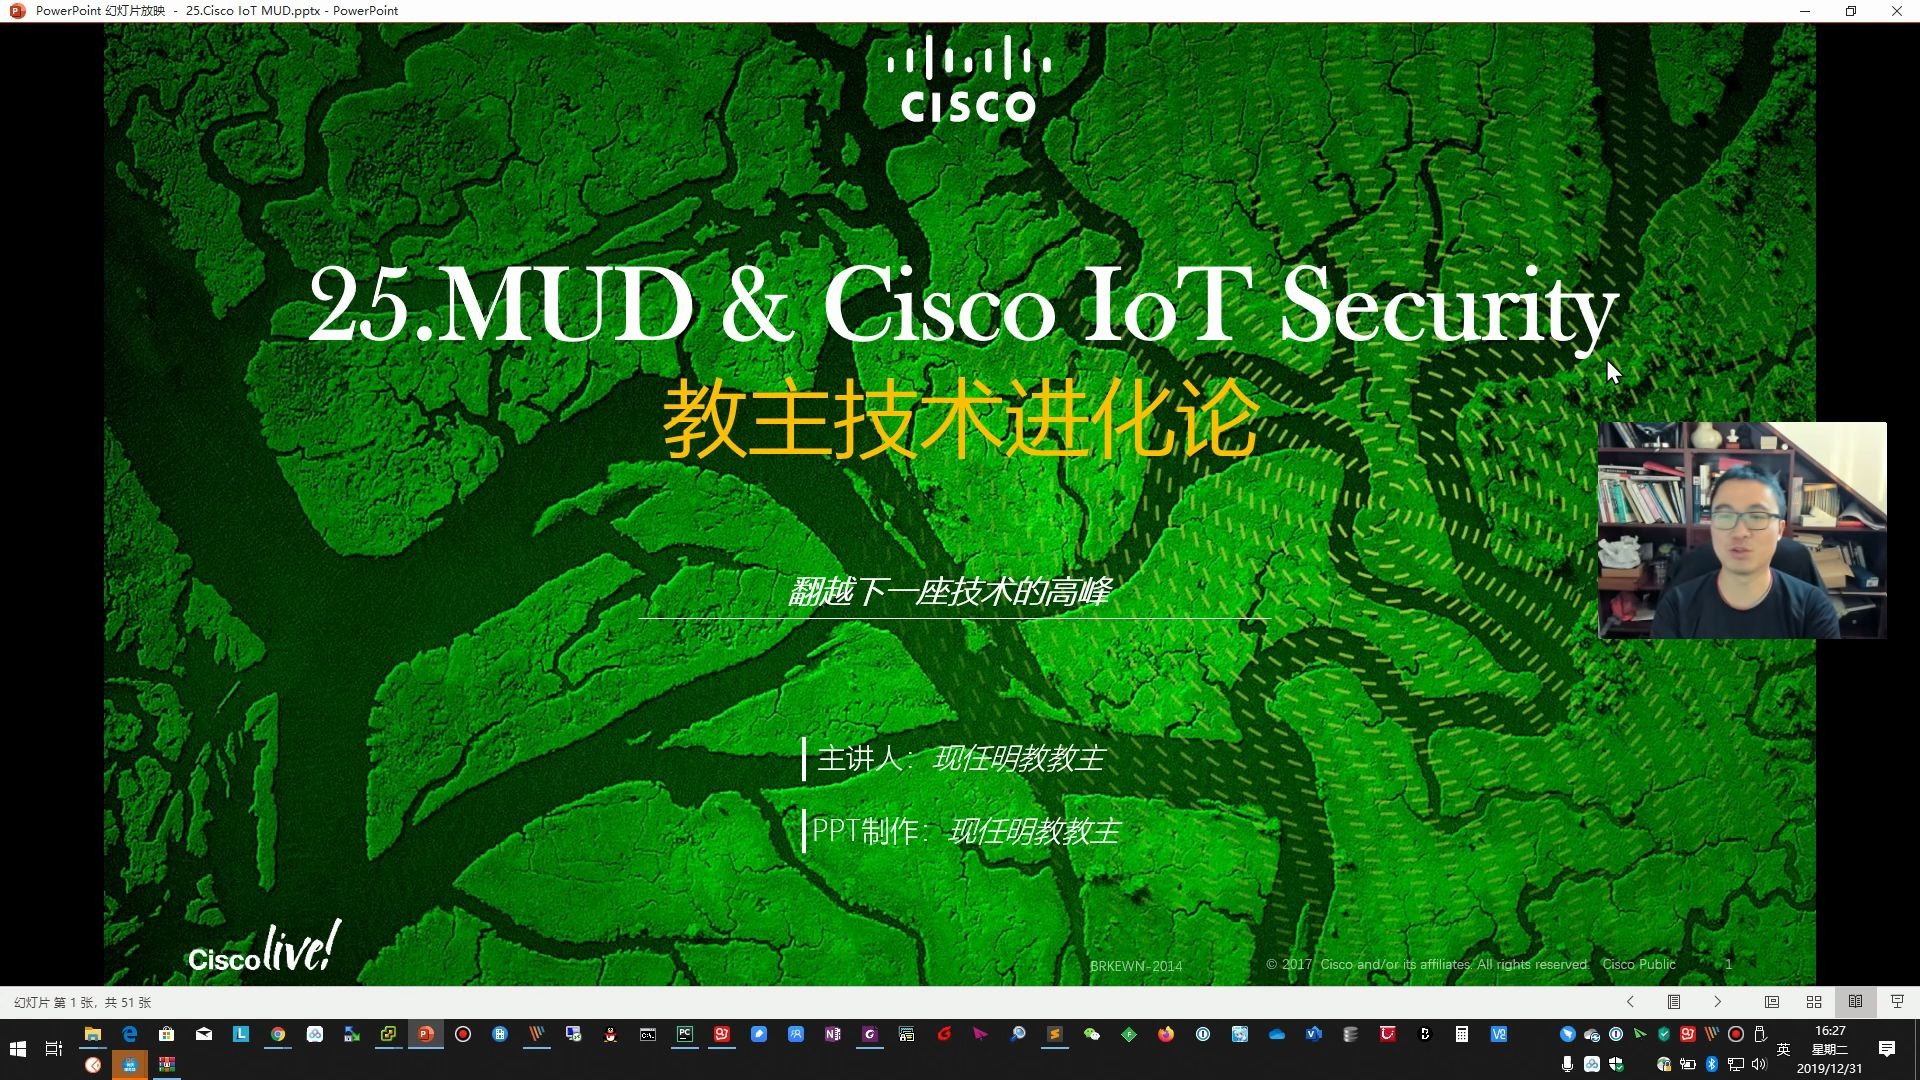 PowerPoint 幻灯片放映 - 25.Cisco IoT MUD.pptx - PowerPoint
CISCO
25.MUD & Cisco IoT Security
教主技术进化论
翻越下一座技术的高峰
主讲人：现任明教教主
PPT制作：现任明教教主
Cisco live!
BRKEWN-2014
© 2017 Cisco and/or its affiliates. All rights reserved. Cisco Public
1
幻灯片 第 1 张，共 51 张
英
16:27
星期二
2019/12/31